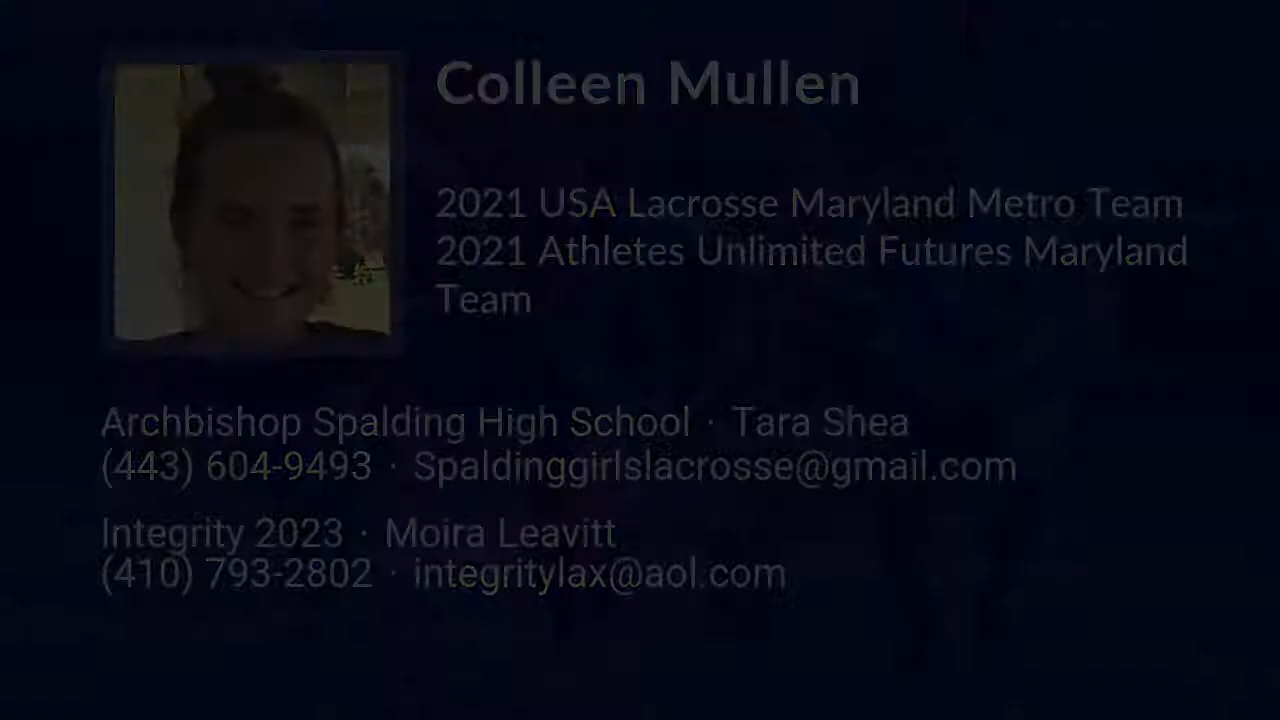 Colleen Mullen
2021 USA Lacrosse Maryland Metro Team
2021 Athletes Unlimited Futures Maryland
Team
Archbishop Spalding High School · Tara Shea
(443) 604-9493 · Spaldinggirlslacrosse@gmail.com
Integrity 2023 · Moira Leavitt
(410) 793-2802 · integritylax@aol.com